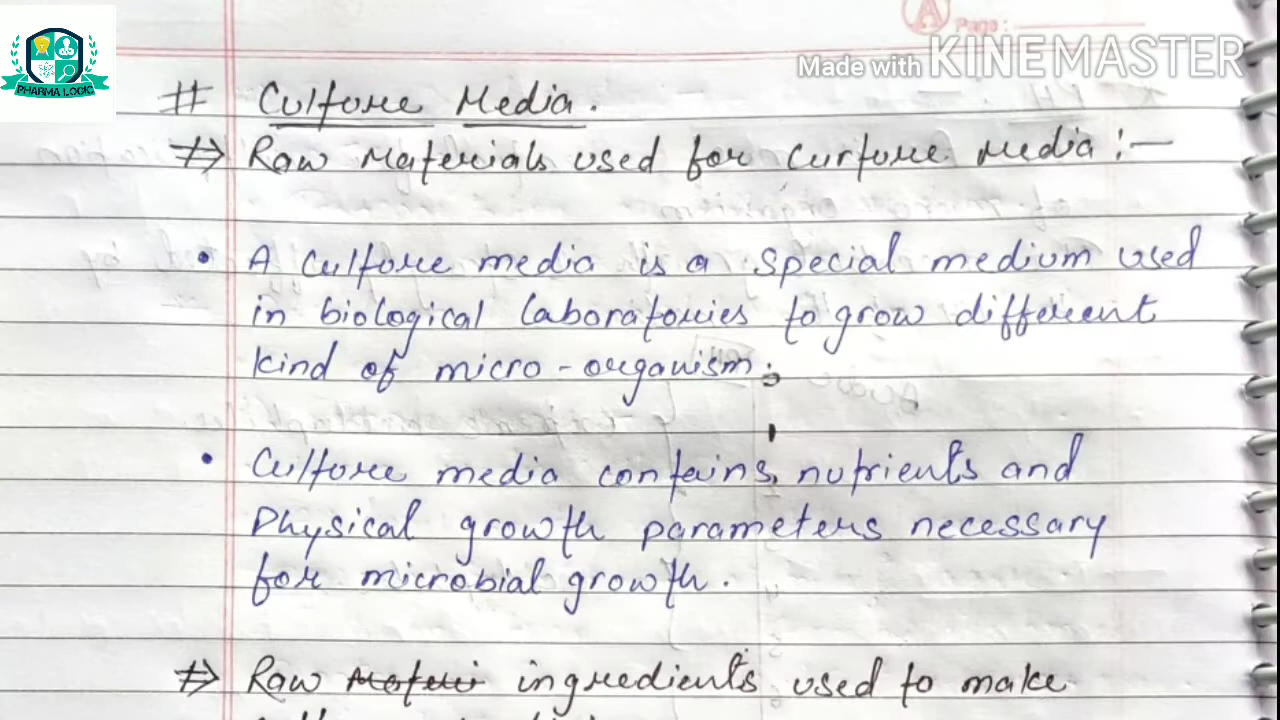 A Page :
Made with KINEMASTER
PHARMA LOGIC
# Culture Media.
⇒ Raw Materials used for Curture Media :-
• A Culture media is a special medium used
in biological laboratories to grow different
kind of micro-organism.
• Culture media contains nutrients and
Physical growth parameters necessary
for microbial growth.
⇒ Raw ingredients used to make